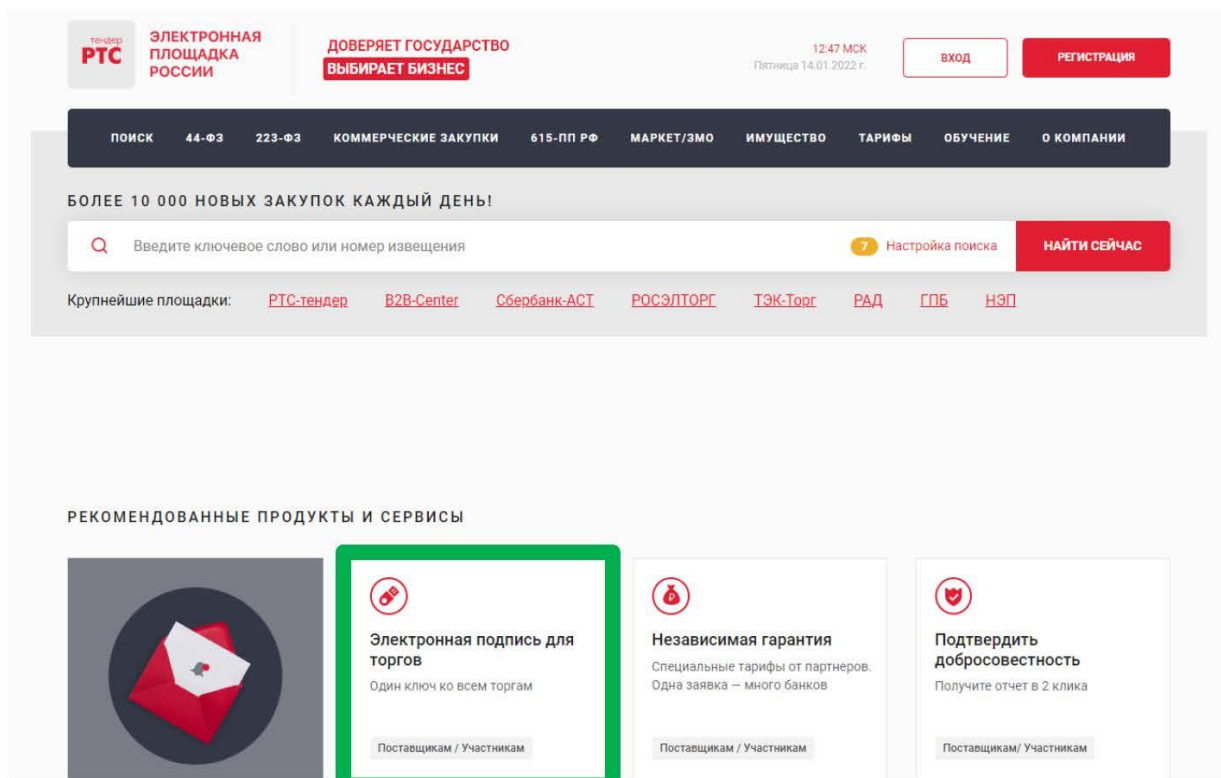 тендер
РТС
ЭЛЕКТРОННАЯ
ПЛОЩАДКА
РОССИИ
ДОВЕРЯЕТ ГОСУДАРСТВО
ВЫБИРАЕТ БИЗНЕС
12:47 МСК
Пятница 14.01.2022 г.
ВХОД
РЕГИСТРАЦИЯ
ПОИСК 44-ФЗ 223-ФЗ КОММЕРЧЕСКИЕ ЗАКУПКИ 615-ПП РФ МАРКЕТ/ЗМО ИМУЩЕСТВО ТАРИФЫ ОБУЧЕНИЕ О КОМПАНИИ
БОЛЕЕ 10 000 НОВЫХ ЗАКУПОК КАЖДЫЙ ДЕНЬ!
Введите ключевое слово или номер извещения 7 Настройка поиска НАЙТИ СЕЙЧАС
Крупнейшие площадки: РТС-тендер B2B-Center Сбербанк-АСТ РОСЭЛТОРГ ТЭК-Торг РАД ГПБ НЭП
РЕКОМЕНДОВАННЫЕ ПРОДУКТЫ И СЕРВИСЫ
Электронная подпись для
торгов
Один ключ ко всем торгам
Поставщикам / Участникам
Независимая гарантия
Специальные тарифы от партнеров.
Одна заявка — много банков
Поставщикам / Участникам
Подтвердить
добросовестность
Получите отчет в 2 клика
Поставщикам/ Участникам